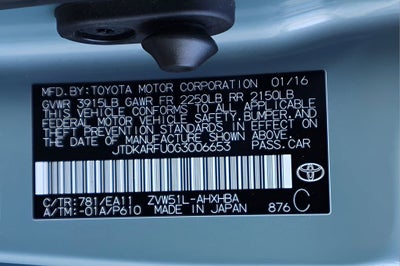 MFD.BY:TOYOTA MOTOR CORPORATION 01/16
GVWR 3915LB GAWR FR 2250LB RR 2150LB
THIS VEHICLE CONFORMS TO ALL APPLICABLE
FEDERAL MOTOR VEHICLE SAFETY, BUMPER, AND
THEFT PREVENTION STANDARDS IN EFFECT ON
THE DATE OF MANUFACTURE SHOWN ABOVE.
JTDKARFU0G3006653 PASS.CAR
C/TR:781/EA11 ZVW51L-AHXHBA
A/TM:-01A/P610 MADE IN JAPAN 876 C